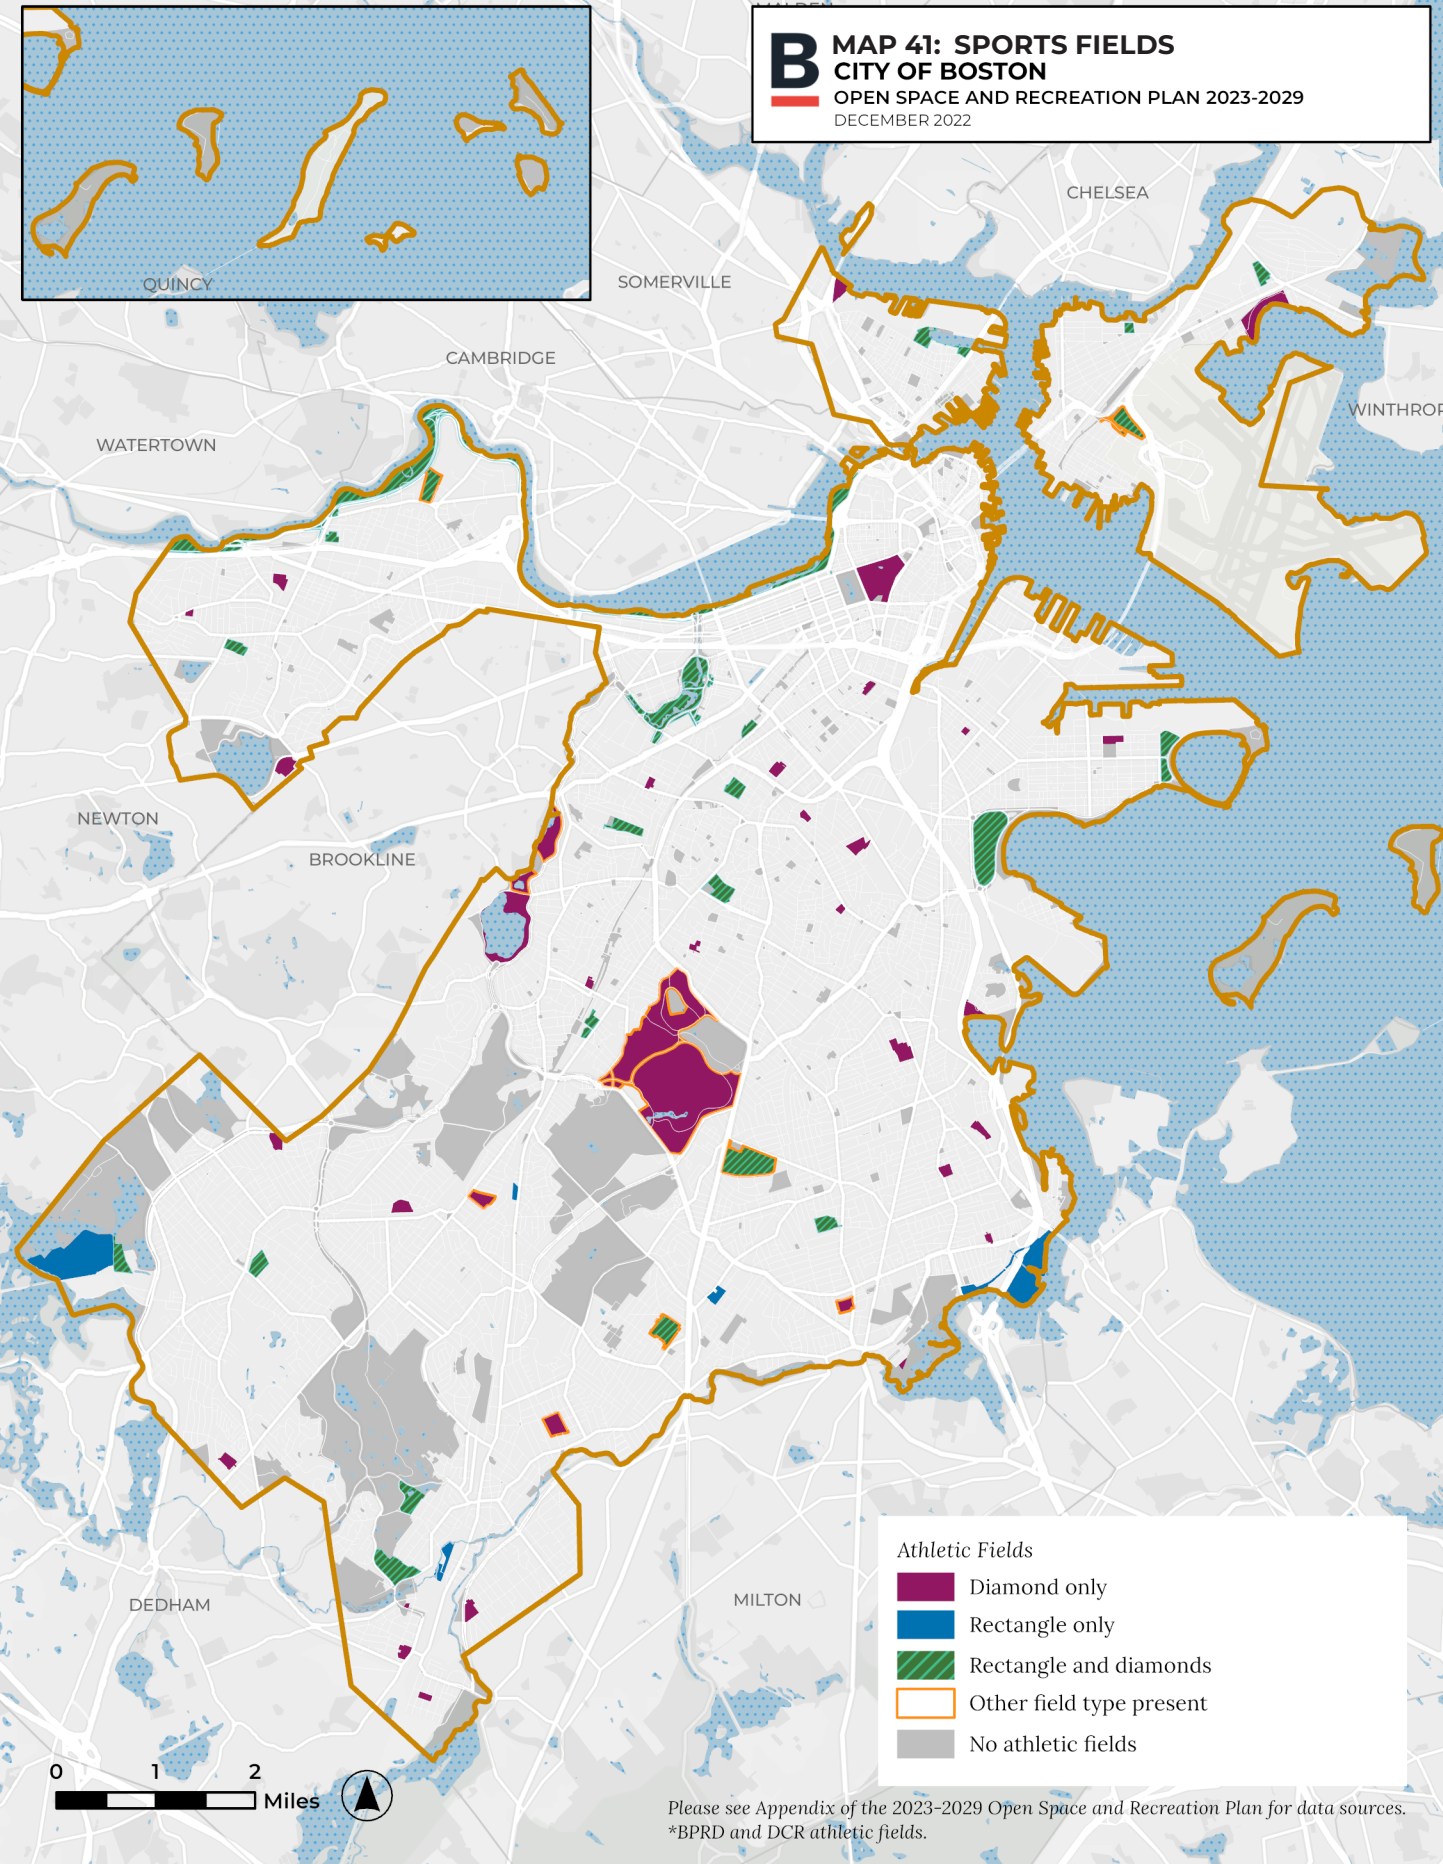 MALDEN
B
MAP 41: SPORTS FIELDS
CITY OF BOSTON
OPEN SPACE AND RECREATION PLAN 2023-2029
DECEMBER 2022
CHELSEA
QUINCY
SOMERVILLE
CAMBRIDGE
WINTHROP
WATERTOWN
NEWTON
BROOKLINE
DEDHAM
MILTON
Athletic Fields
Diamond only
Rectangle only
Rectangle and diamonds
Other field type present
No athletic fields
0 1 2
Miles
Please see Appendix of the 2023-2029 Open Space and Recreation Plan for data sources.
*BPRD and DCR athletic fields.